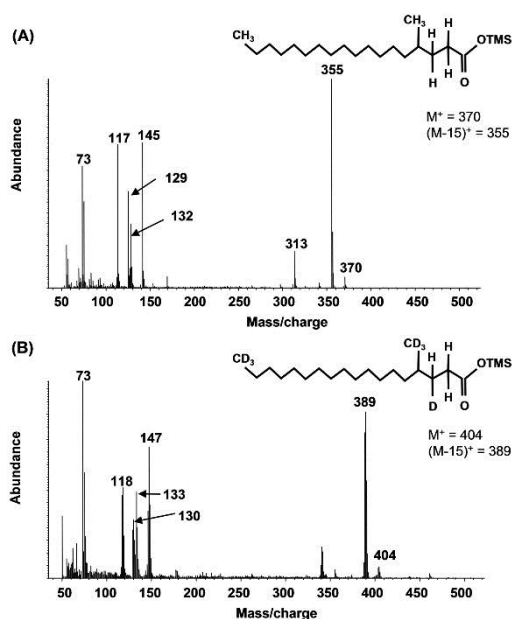 (A)
CH3
CH3
H
H
H
H
OTMS
O
M+ = 370
(M-15)+ = 355
Abundance
73
117
145
129
132
355
313
370
50
100
150
200
250
300
350
400
450
500
Mass/charge
(B)
CD3
CD3
H
H
D
H
OTMS
O
M+ = 404
(M-15)+ = 389
Abundance
73
118
147
133
130
389
404
50
100
150
200
250
300
350
400
450
500
Mass/charge